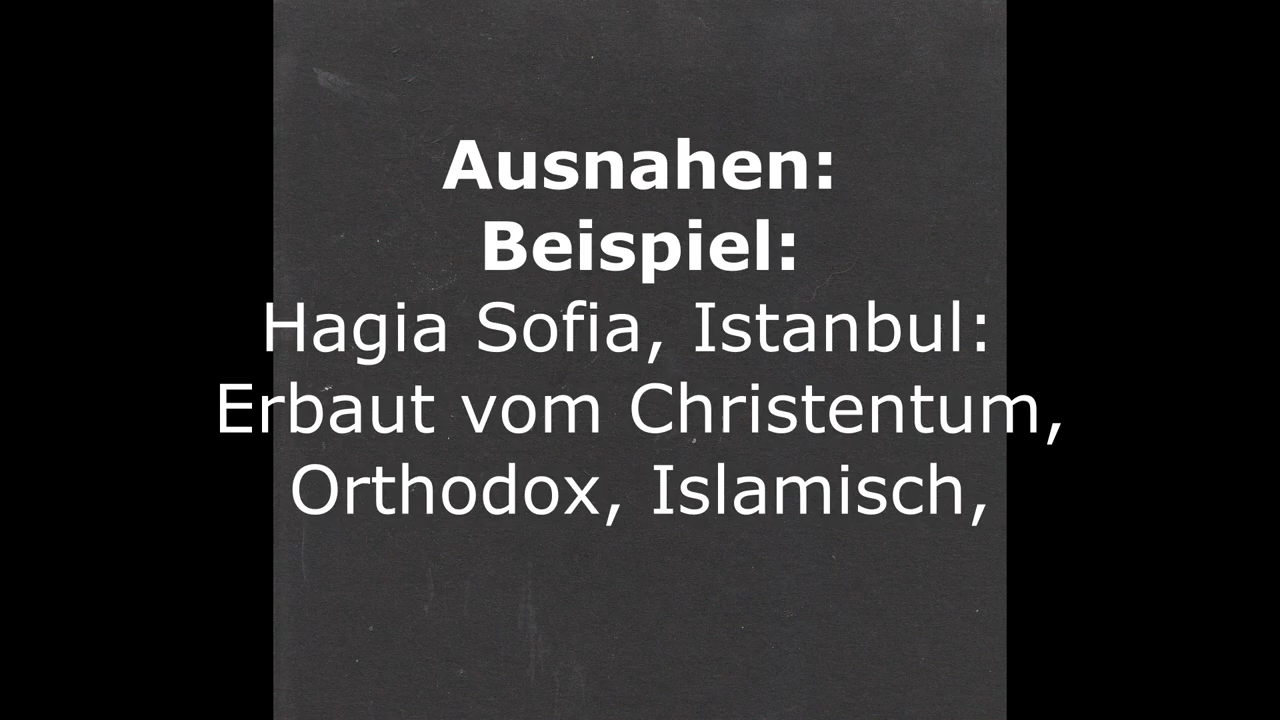 Ausnahen:
Beispiel:
Hagia Sofia, Istanbul:
Erbaut vom Christentum,
Orthodox, Islamisch,